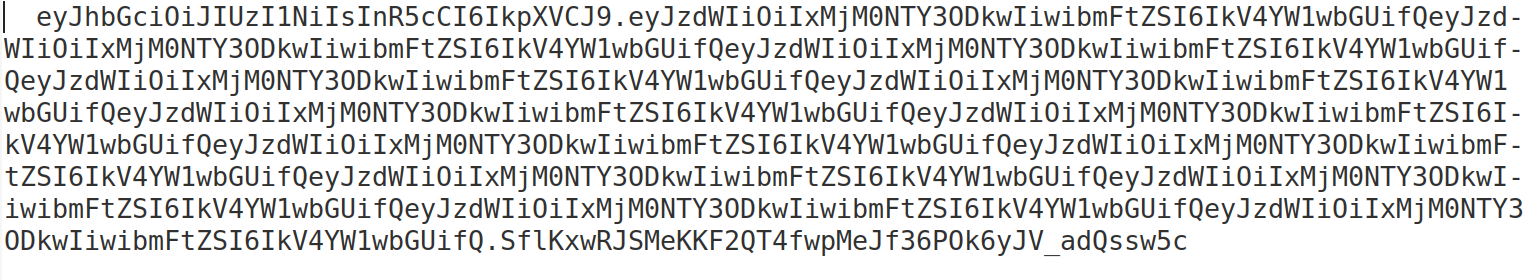 eyJhbGciOiJIUzI1NiIsInR5cCI6IkpXVCJ9.eyJzdWIiOiIxMjM0NTY3ODkwIiwibmFtZSI6IkV4YW1wbGUifQeyJzd-
WIiOiIxMjM0NTY3ODkwIiwibmFtZSI6IkV4YW1wbGUifQeyJzdWIiOiIxMjM0NTY3ODkwIiwibmFtZSI6IkV4YW1wbGUif-
QeyJzdWIiOiIxMjM0NTY3ODkwIiwibmFtZSI6IkV4YW1wbGUifQeyJzdWIiOiIxMjM0NTY3ODkwIiwibmFtZSI6IkV4YW1
wbGUifQeyJzdWIiOiIxMjM0NTY3ODkwIiwibmFtZSI6IkV4YW1wbGUifQeyJzdWIiOiIxMjM0NTY3ODkwIiwibmFtZSI6I-
kV4YW1wbGUifQeyJzdWIiOiIxMjM0NTY3ODkwIiwibmFtZSI6IkV4YW1wbGUifQeyJzdWIiOiIxMjM0NTY3ODkwIiwibmF-
tZSI6IkV4YW1wbGUifQeyJzdWIiOiIxMjM0NTY3ODkwIiwibmFtZSI6IkV4YW1wbGUifQeyJzdWIiOiIxMjM0NTY3ODkwI-
iwibmFtZSI6IkV4YW1wbGUifQeyJzdWIiOiIxMjM0NTY3ODkwIiwibmFtZSI6IkV4YW1wbGUifQeyJzdWIiOiIxMjM0NTY3
ODkwIiwibmFtZSI6IkV4YW1wbGUifQ.SflKxwRJSMeKKF2QT4fwpMeJf36POk6yJV_adQssw5c